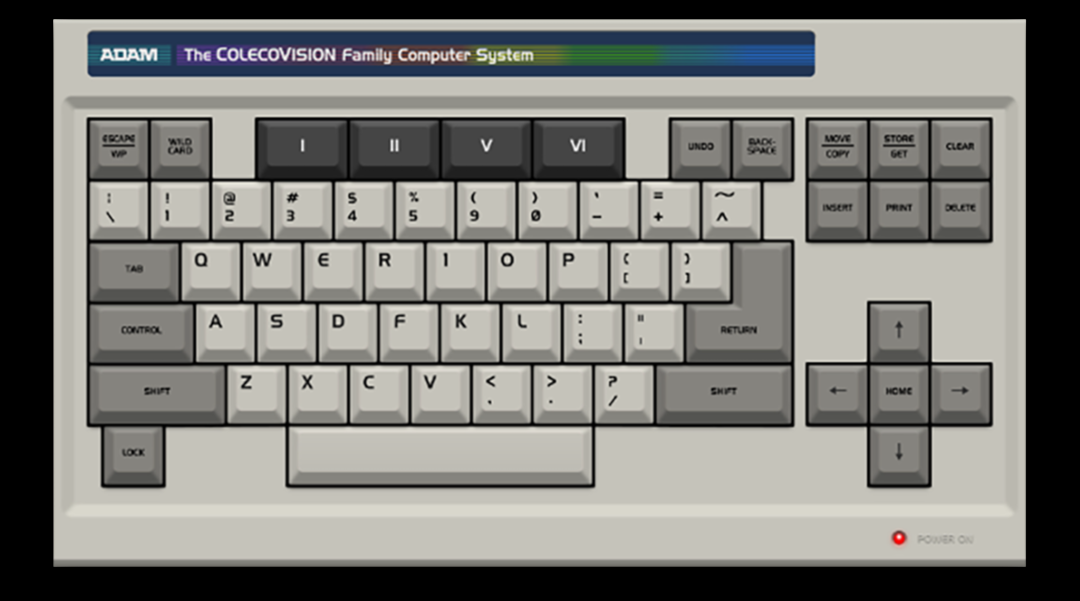 ADAM The COLECOVISION Family Computer System
ESCAPE WILD I II V VI UNDO BACK- MOVE STORE CLEAR
WP CARD SPACE COPY GET
¦ ! @ # $ % ( ) ` = ~
\ 1 2 3 4 5 9 0 - + ^
INSERT PRINT DELETE
TAB Q W E R I O P { }
[ ]
CONTROL A S D F K L : " RETURN
; '
↑
SHIFT Z X C V < > ? SHIFT
, . /
← HOME →
LOCK
↓
POWER ON